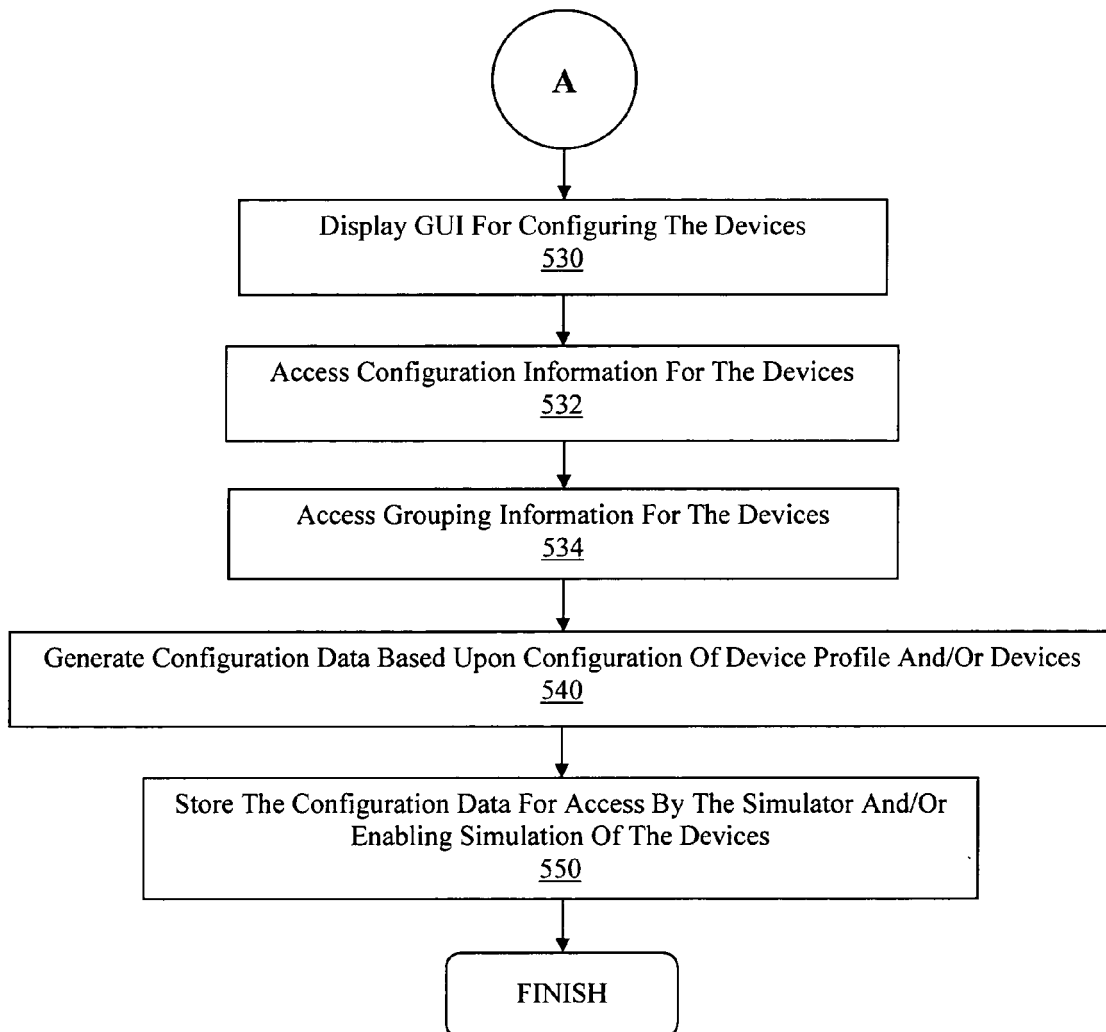 A
Display GUI For Configuring The Devices
530
Access Configuration Information For The Devices
532
Access Grouping Information For The Devices
534
Generate Configuration Data Based Upon Configuration Of Device Profile And/Or Devices
540
Store The Configuration Data For Access By The Simulator And/Or
Enabling Simulation Of The Devices
550
FINISH